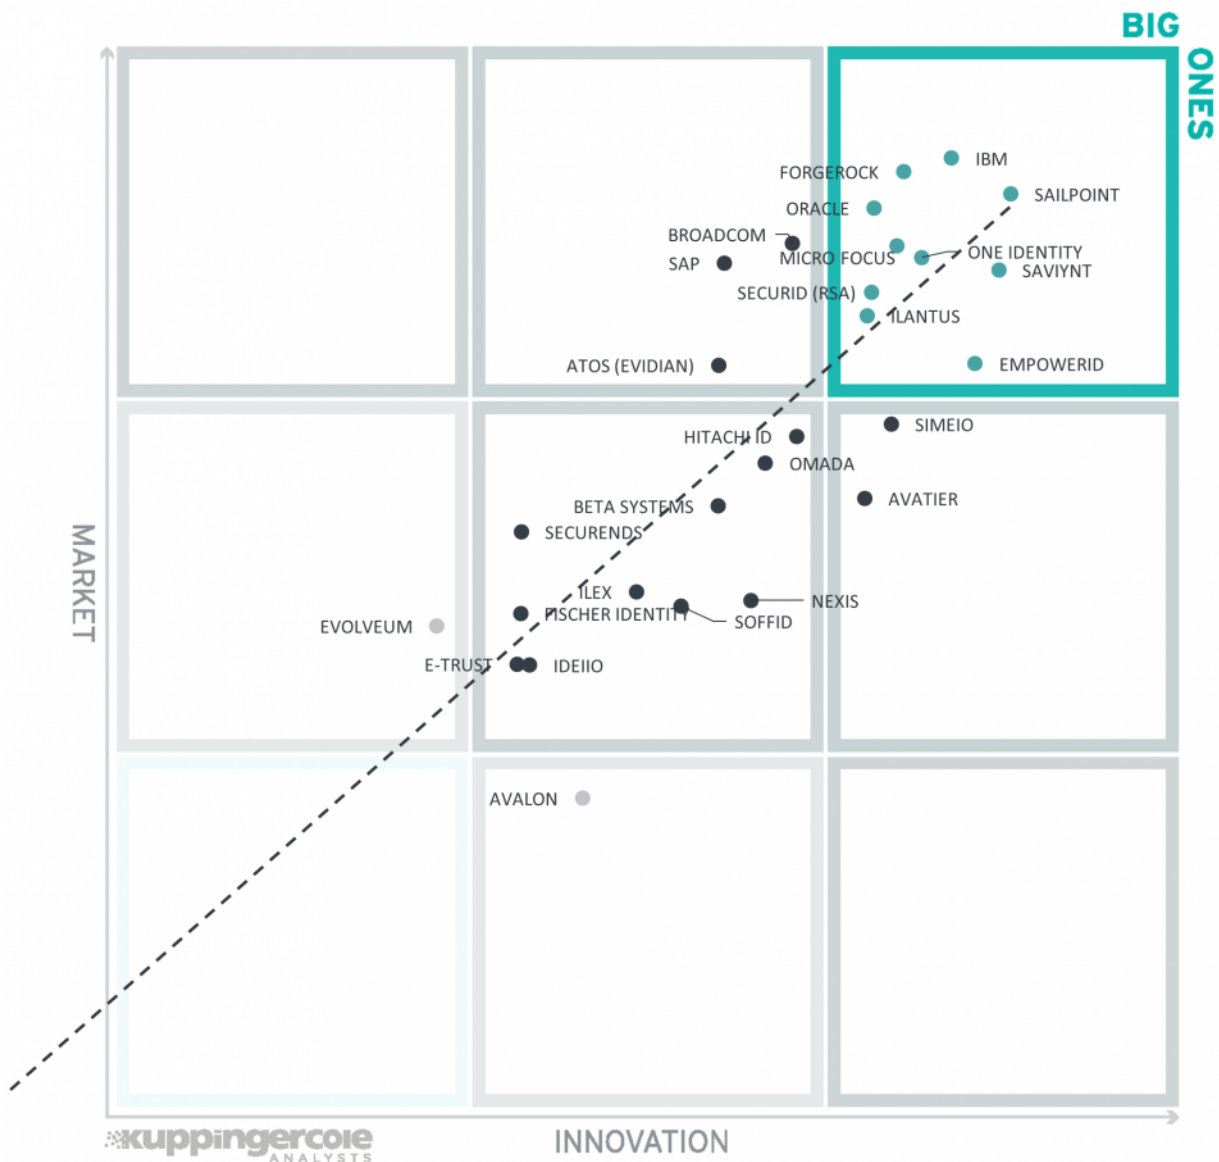 BIG
ONES
IBM
FORGEROCK
SAILPOINT
ORACLE
BROADCOM
MICRO FOCUS
ONE IDENTITY
SAP
SAVIYNT
SECURID (RSA)
ILANTUS
ATOS (EVIDIAN)
EMPOWERID
SIMEIO
HITACHI ID
OMADA
AVATIER
BETA SYSTEMS
SECURENDS
MARKET
ILEX
NEXIS
FISCHER IDENTITY
SOFFID
EVOLVEUM
E-TRUST
IDEIIO
AVALON
kuppingercole
ANALYSTS
INNOVATION